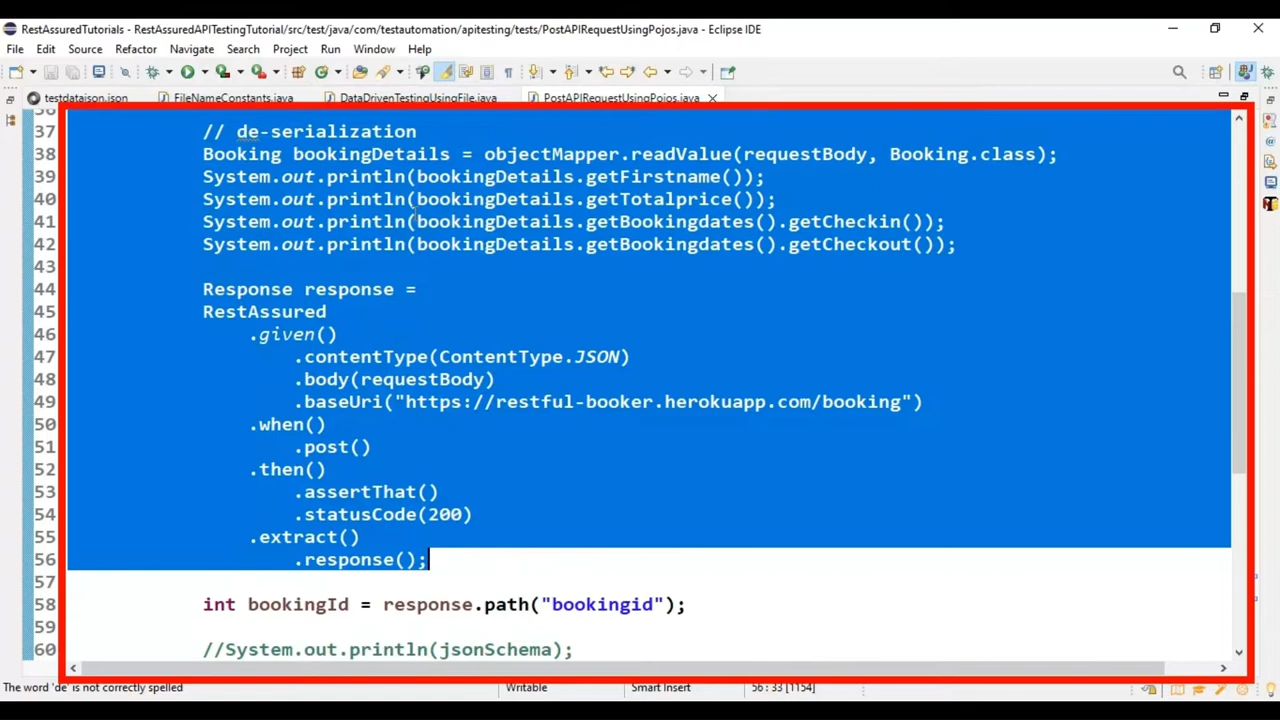 RestAssuredTutorials - RestAssuredAPITestingTutorial/src/test/java/com/testautomation/apitesting/tests/PostAPIRequestUsingPojos.java - Eclipse IDE
File Edit Source Refactor Navigate Search Project Run Window Help
testdatajson.json FileNameConstants.java DataDrivenTestingUsingFile.java PostAPIRequestUsingPojos.java
36
37 // de-serialization
38 Booking bookingDetails = objectMapper.readValue(requestBody, Booking.class);
39 System.out.println(bookingDetails.getFirstname());
40 System.out.println(bookingDetails.getTotalprice());
41 System.out.println(bookingDetails.getBookingdates().getCheckin());
42 System.out.println(bookingDetails.getBookingdates().getCheckout());
43
44 Response response =
45 RestAssured
46 .given()
47 .contentType(ContentType.JSON)
48 .body(requestBody)
49 .baseUri("https://restful-booker.herokuapp.com/booking")
50 .when()
51 .post()
52 .then()
53 .assertThat()
54 .statusCode(200)
55 .extract()
56 .response();
57
58 int bookingId = response.path("bookingid");
59
60 //System.out.println(jsonSchema);
The word 'de' is not correctly spelled Writable Smart Insert 56 : 33 [1154]